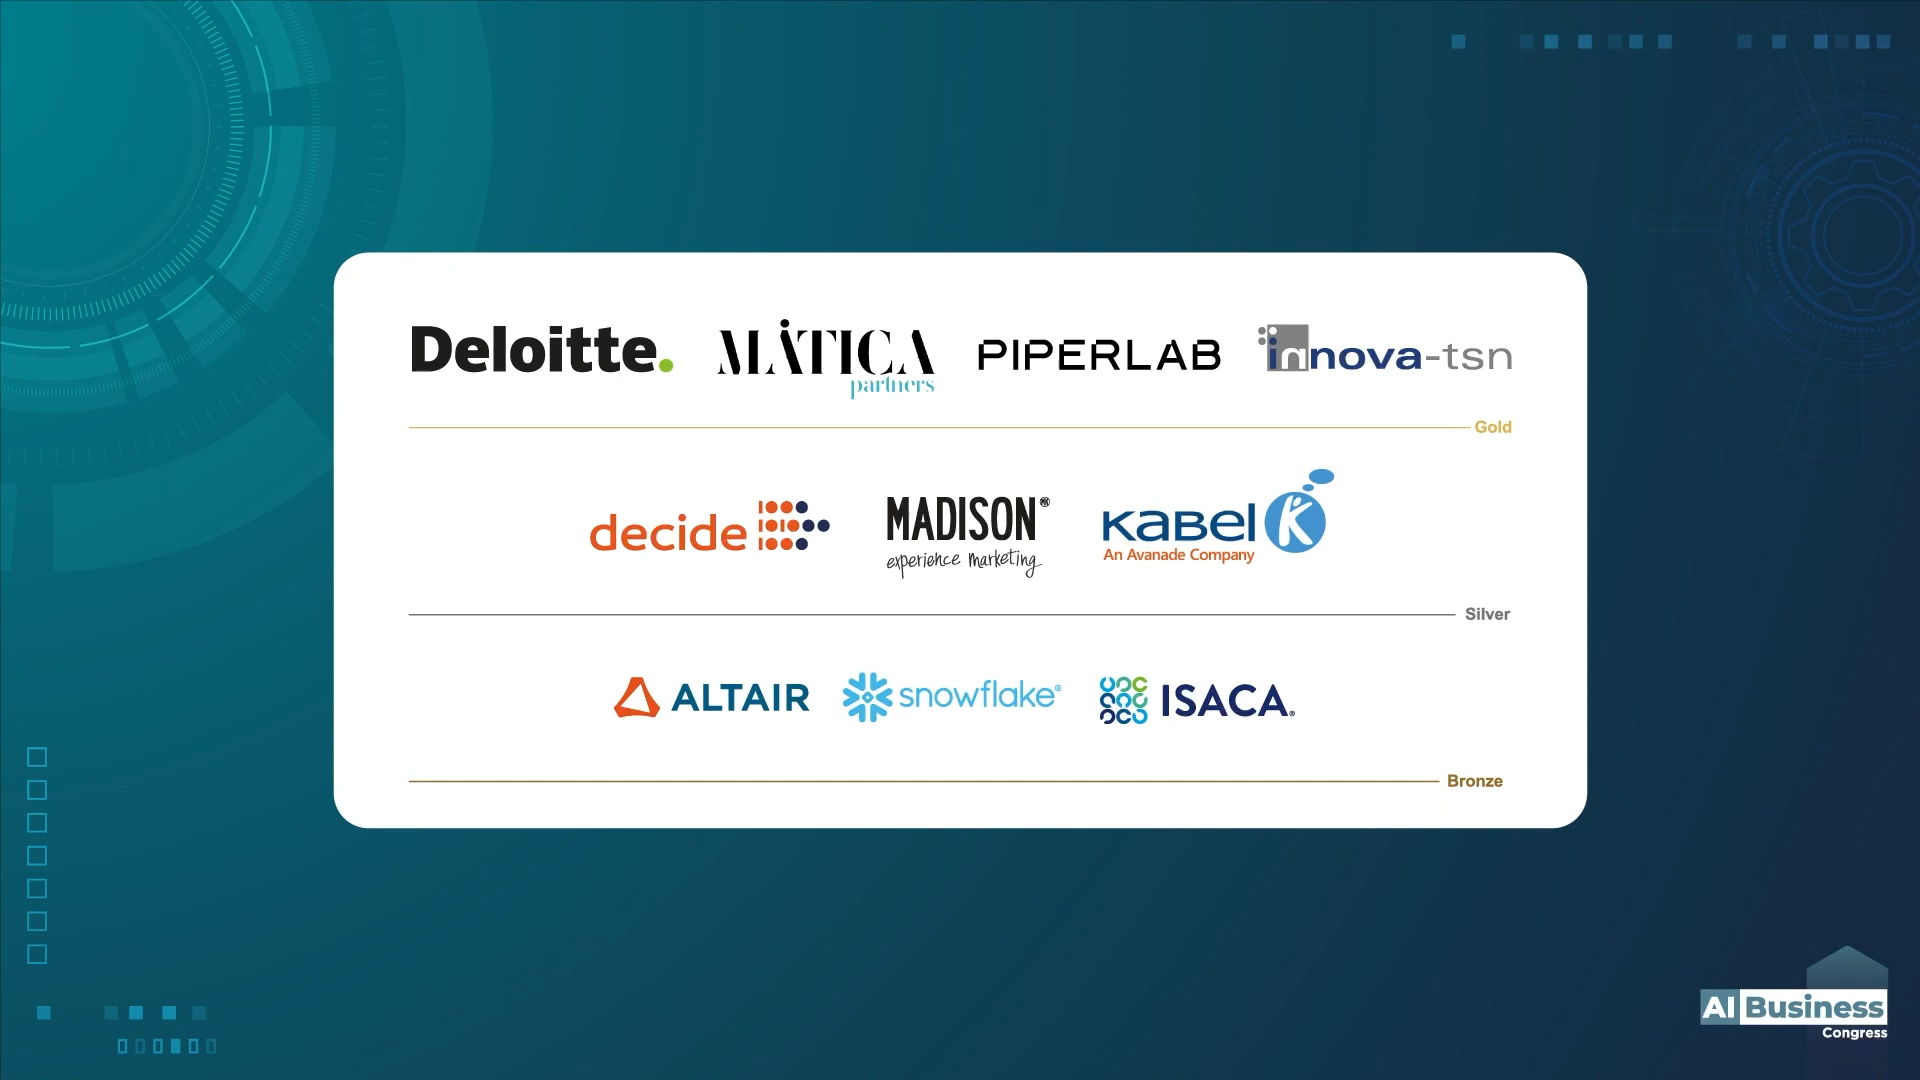 Deloitte.
MÀTICA
partners
PIPERLAB
innova-tsn
Gold
decide
MADISON
experience marketing
KABEL
An Avanade Company
Silver
ALTAIR
snowflake®
ISACA®
Bronze
AI Business
Congress